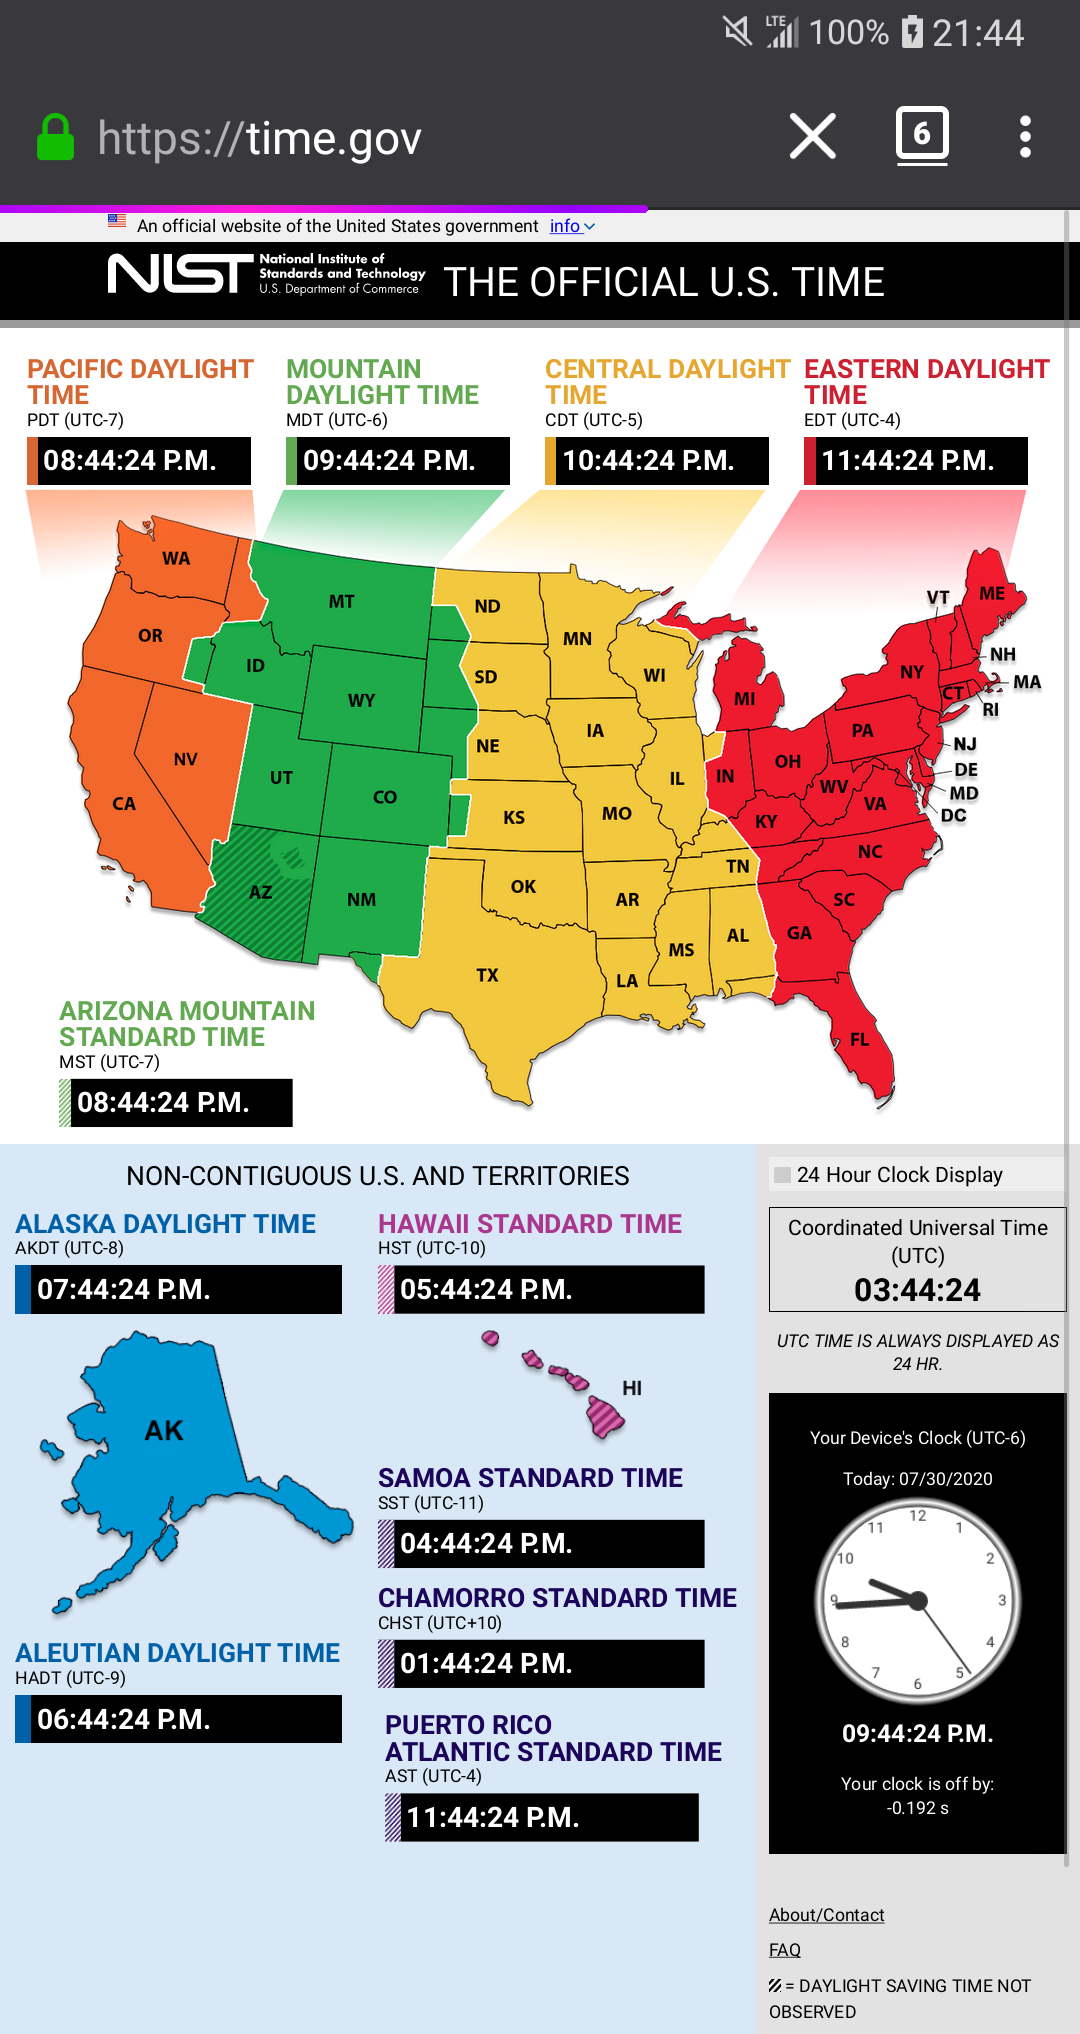 LTE 100% 21:44
https://time.gov 6
An official website of the United States government info
NIST National Institute of
Standards and Technology
U.S. Department of Commerce
THE OFFICIAL U.S. TIME
PACIFIC DAYLIGHT
TIME
PDT (UTC-7)
08:44:24 P.M.
MOUNTAIN
DAYLIGHT TIME
MDT (UTC-6)
09:44:24 P.M.
CENTRAL DAYLIGHT
TIME
CDT (UTC-5)
10:44:24 P.M.
EASTERN DAYLIGHT
TIME
EDT (UTC-4)
11:44:24 P.M.
WA
OR
CA
NV
MT
ID
WY
UT
CO
AZ
NM
ND
SD
NE
KS
OK
TX
MN
IA
MO
AR
LA
WI
IL
TN
MS
AL
MI
IN
OH
KY
WV
VA
NC
SC
GA
FL
PA
NY
VT
ME
NH
MA
CT
RI
NJ
DE
MD
DC
ARIZONA MOUNTAIN
STANDARD TIME
MST (UTC-7)
08:44:24 P.M.
NON-CONTIGUOUS U.S. AND TERRITORIES
ALASKA DAYLIGHT TIME
AKDT (UTC-8)
07:44:24 P.M.
AK
ALEUTIAN DAYLIGHT TIME
HADT (UTC-9)
06:44:24 P.M.
HAWAII STANDARD TIME
HST (UTC-10)
05:44:24 P.M.
HI
SAMOA STANDARD TIME
SST (UTC-11)
04:44:24 P.M.
CHAMORRO STANDARD TIME
CHST (UTC+10)
01:44:24 P.M.
PUERTO RICO
ATLANTIC STANDARD TIME
AST (UTC-4)
11:44:24 P.M.
24 Hour Clock Display
Coordinated Universal Time
(UTC)
03:44:24
UTC TIME IS ALWAYS DISPLAYED AS
24 HR.
Your Device's Clock (UTC-6)
Today: 07/30/2020
12
1
2
3
4
5
6
7
8
9
10
11
09:44:24 P.M.
Your clock is off by:
-0.192 s
About/Contact
FAQ
= DAYLIGHT SAVING TIME NOT
OBSERVED